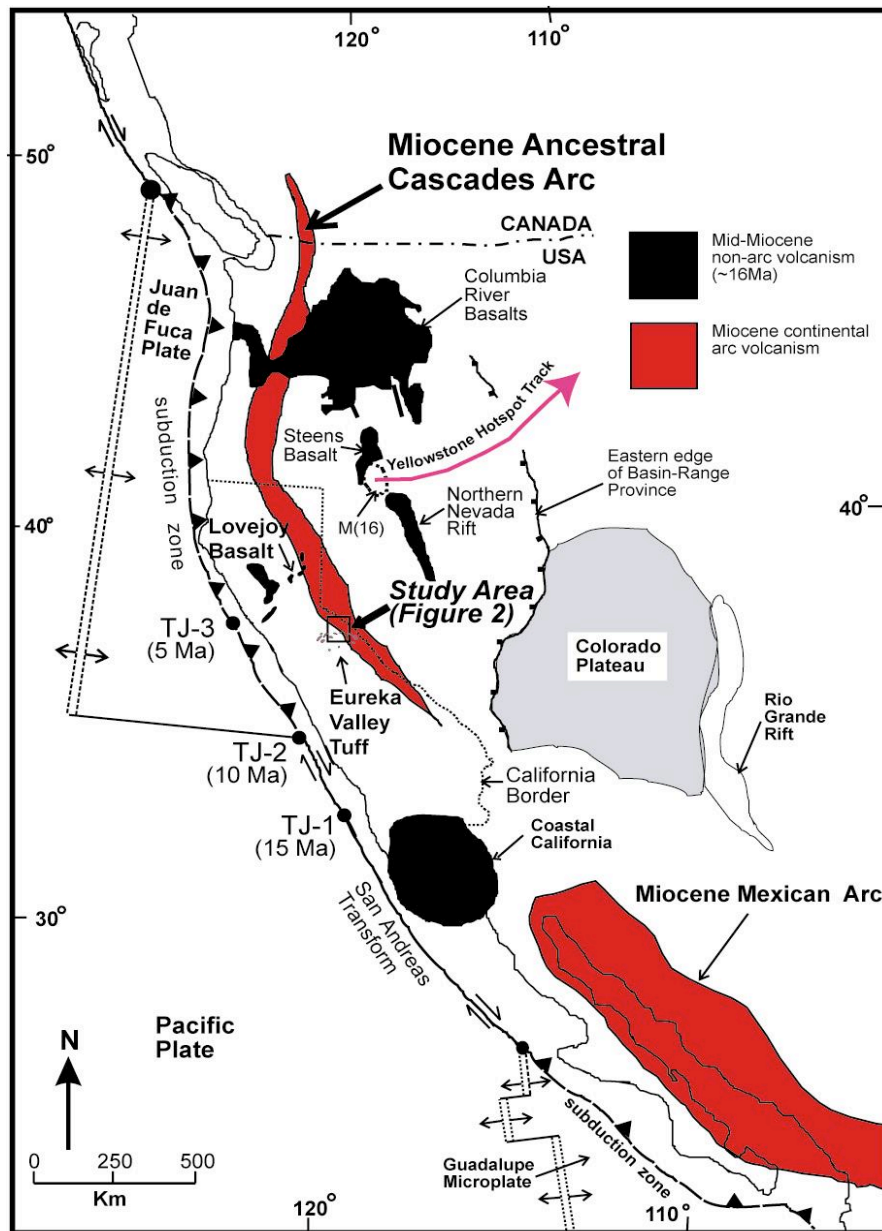 120°
110°
50°
Miocene Ancestral
Cascades Arc
CANADA
USA
Mid-Miocene
non-arc volcanism
(~16Ma)
Columbia
River
Basalts
Juan
de
Fuca
Plate
Miocene continental
arc volcanism
subduction zone
Yellowstone Hotspot Track
Steens
Basalt
Eastern edge
of Basin-Range
Province
Northern
Nevada
Rift
M(16)
40°
40°
Lovejoy
Basalt
Study Area
(Figure 2)
TJ-3
(5 Ma)
Colorado
Plateau
Eureka
Valley
Tuff
Rio
Grande
Rift
TJ-2
(10 Ma)
California
Border
TJ-1
(15 Ma)
Coastal
California
San Andreas
Transform
Miocene Mexican Arc
30°
N
Pacific
Plate
subduction zone
Guadalupe
Microplate
0 250 500
Km
120°
110°